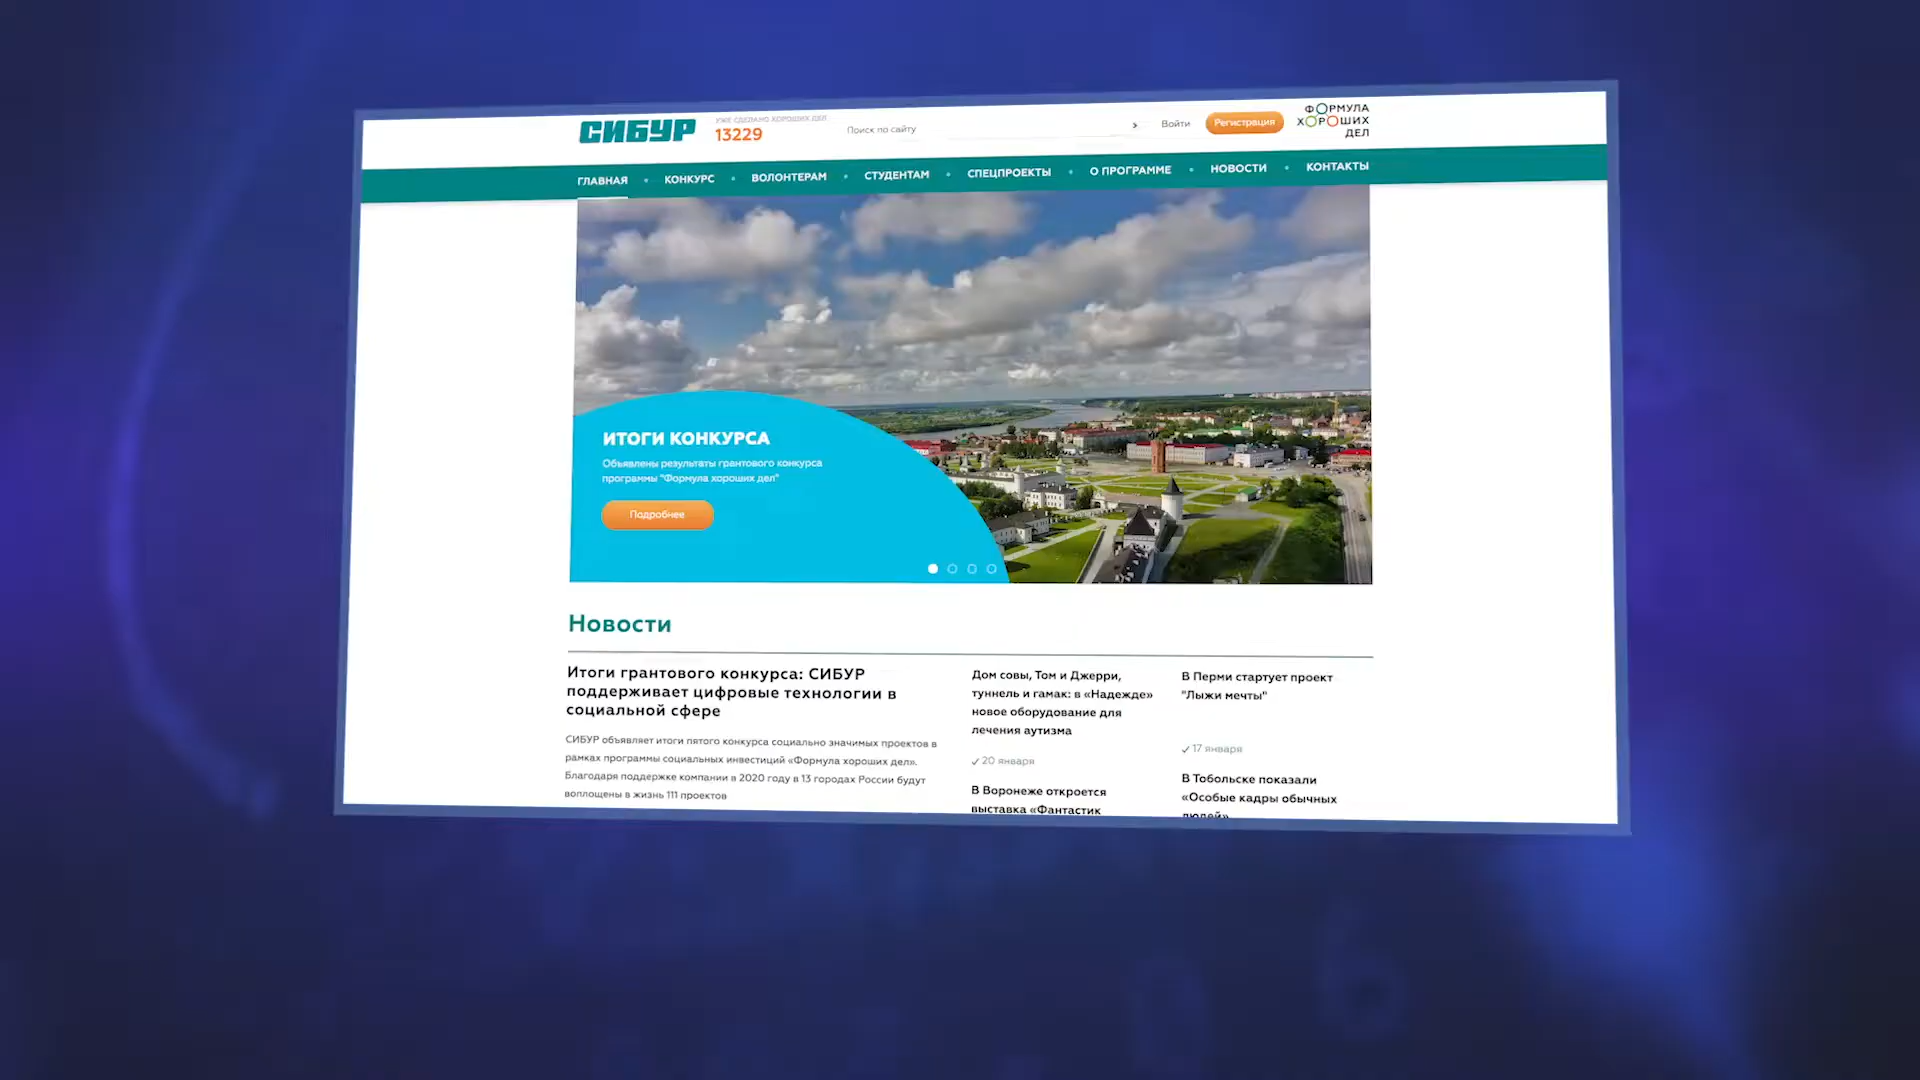 СИБУР
УЖЕ СДЕЛАНО ХОРОШИХ ДЕЛ
13229
Поиск по сайту
Войти
Регистрация
ФОРМУЛА
ХОРОШИХ
ДЕЛ
ГЛАВНАЯ • КОНКУРС • ВОЛОНТЕРАМ • СТУДЕНТАМ • СПЕЦПРОЕКТЫ • О ПРОГРАММЕ • НОВОСТИ • КОНТАКТЫ
ИТОГИ КОНКУРСА
Объявлены результаты грантового конкурса
программы "Формула хороших дел"
Подробнее
Новости
Итоги грантового конкурса: СИБУР
поддерживает цифровые технологии в
социальной сфере
СИБУР объявляет итоги пятого конкурса социально значимых проектов в
рамках программы социальных инвестиций «Формула хороших дел».
Благодаря поддержке компании в 2020 году в 13 городах России будут
воплощены в жизнь 111 проектов
Дом совы, Том и Джерри,
туннель и гамак: в «Надежде»
новое оборудование для
лечения аутизма
20 января
В Воронеже откроется
выставка «Фантастик
В Перми стартует проект
"Лыжи мечты"
17 января
В Тобольске показали
«Особые кадры обычных
людей»